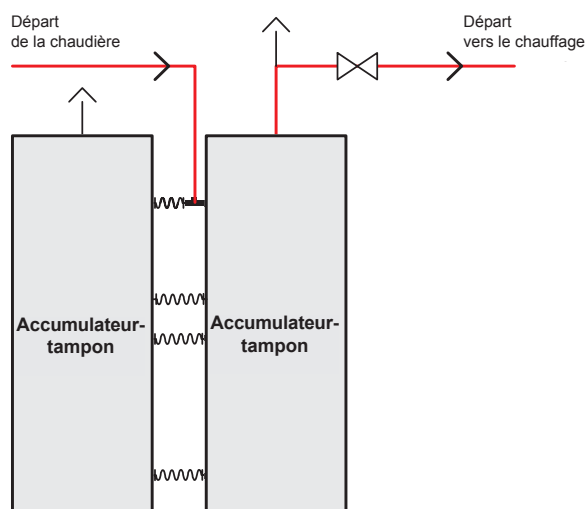 Départ
de la chaudière
Départ
vers le chauffage
Accumulateur-
tampon
Accumulateur-
tampon